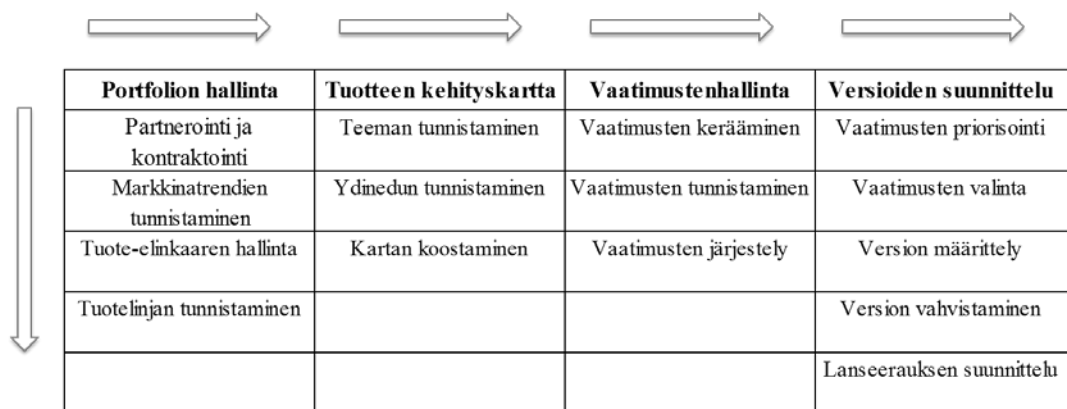 Portfolion hallinta
Tuotteen kehityskartta
Vaatimustenhallinta
Versioiden suunnittelu
Partnerointi ja
kontraktointi
Teeman tunnistaminen
Vaatimusten kerääminen
Vaatimusten priorisointi
Markkinatrendien
tunnistaminen
Ydinedun tunnistaminen
Vaatimusten tunnistaminen
Vaatimusten valinta
Tuote-elinkaaren hallinta
Kartan koostaminen
Vaatimusten järjestely
Version määrittely
Tuotelinjan tunnistaminen
Version vahvistaminen
Lanseerauksen suunnittelu